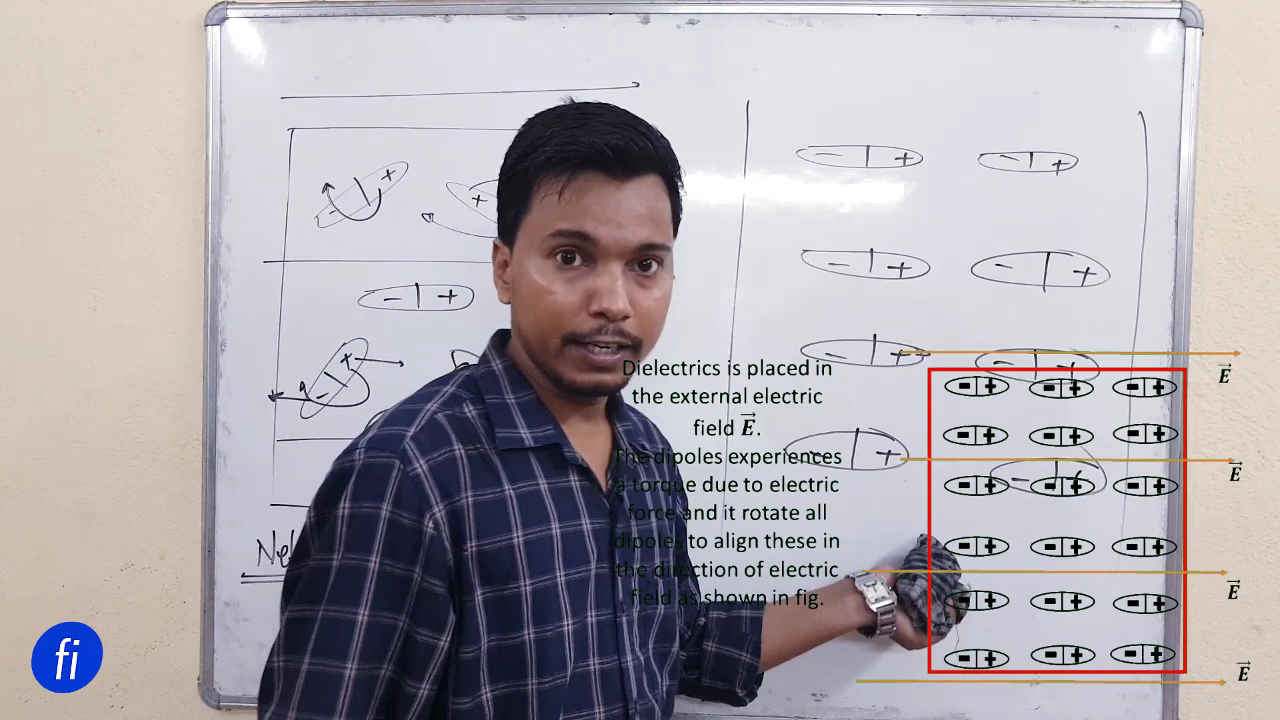 Dielectrics is placed in
the external electric
field E⃗.
The dipoles experiences
a torque due to electric
force and it rotate all
dipoles to align these in
the direction of electric
field as shown in fig.
- + - +
- + - +
- + - +
- + - +
- +
+
- +
- +
E⃗
- + - + - +
- + - + - +
E⃗
- + - + - +
- + - + - +
E⃗
- + - + - +
- + - + - +
E⃗
fi